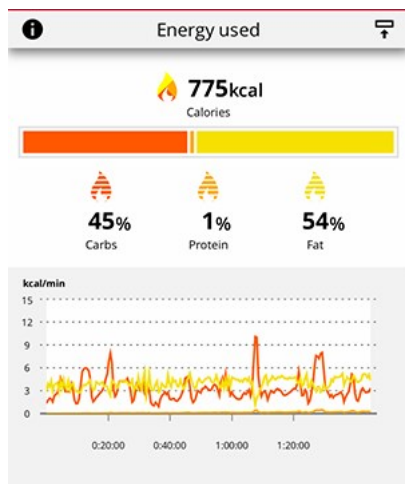 Energy used
775kcal
Calories
45% 1% 54%
Carbs Protein Fat
kcal/min
15
12
9
6
3
0
0:20:00 0:40:00 1:00:00 1:20:00